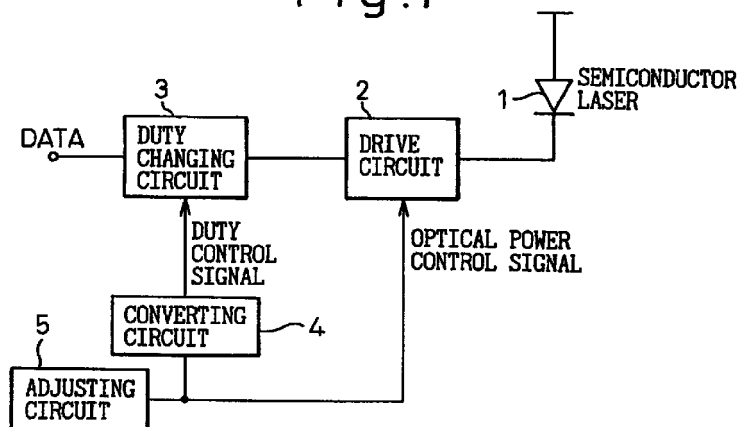 Fig.1
SEMICONDUCTOR
LASER
1
2
3
DATA
DUTY
CHANGING
CIRCUIT
DRIVE
CIRCUIT
DUTY
CONTROL
SIGNAL
OPTICAL POWER
CONTROL SIGNAL
CONVERTING
CIRCUIT
4
5
ADJUSTING
CIRCUIT